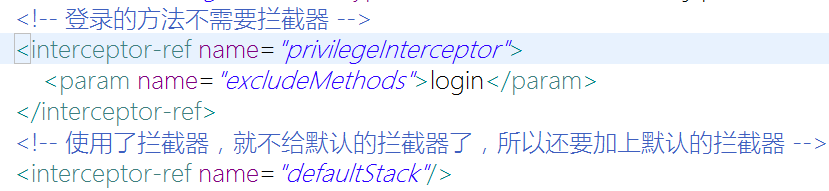 <!-- 登录的方法不需要拦截器 -->
<interceptor-ref name="privilegeInterceptor">
<param name="excludeMethods">login</param>
</interceptor-ref>
<!-- 使用了拦截器，就不给默认的拦截器了，所以还要加上默认的拦截器 -->
<interceptor-ref name="defaultStack"/>